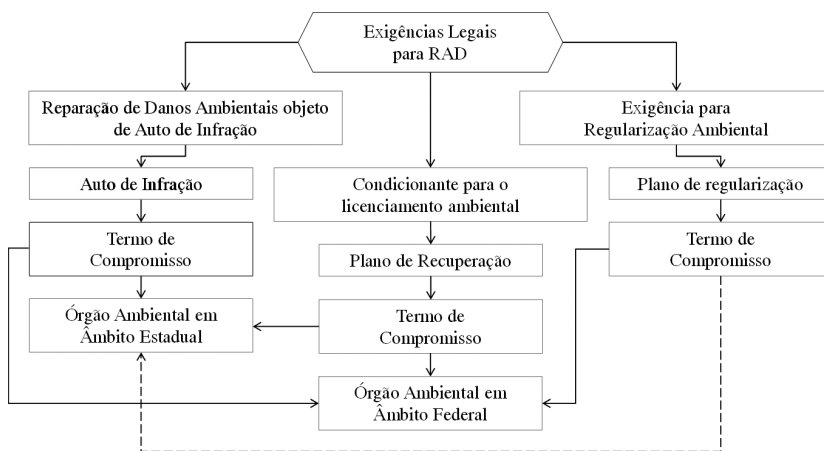 Exigências Legais
para RAD
Reparação de Danos Ambientais objeto
de Auto de Infração
Exigência para
Regularização Ambiental
Auto de Infração
Condicionante para o
licenciamento ambiental
Plano de regularização
Termo de
Compromisso
Plano de Recuperação
Termo de
Compromisso
Órgão Ambiental em
Âmbito Estadual
Termo de
Compromisso
Órgão Ambiental em
Âmbito Federal